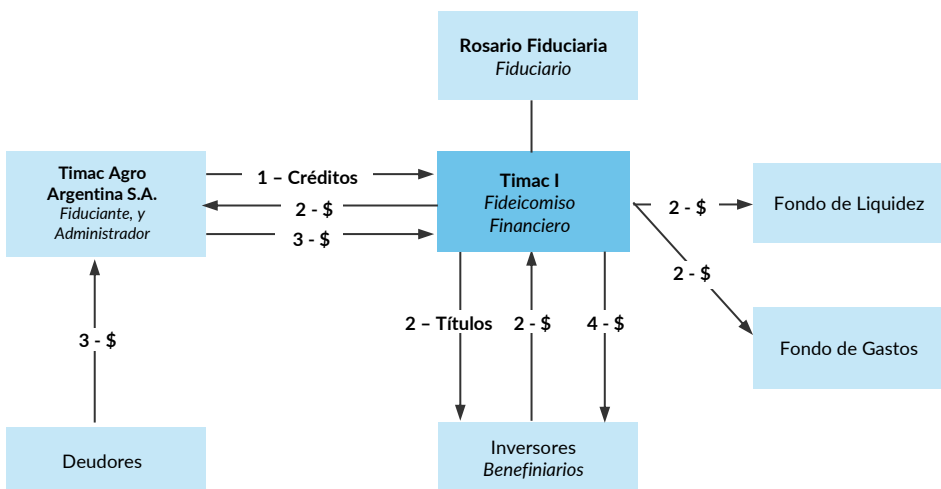 Rosario Fiduciaria
Fiduciario
Timac Agro
Argentina S.A.
Fiduciante, y
Administrador
1 – Créditos
2 - $
3 - $
Timac I
Fideicomiso
Financiero
2 - $
Fondo de Liquidez
2 - $
3 - $
2 – Títulos
2 - $
4 - $
Fondo de Gastos
Deudores
Inversores
Benefiniarios